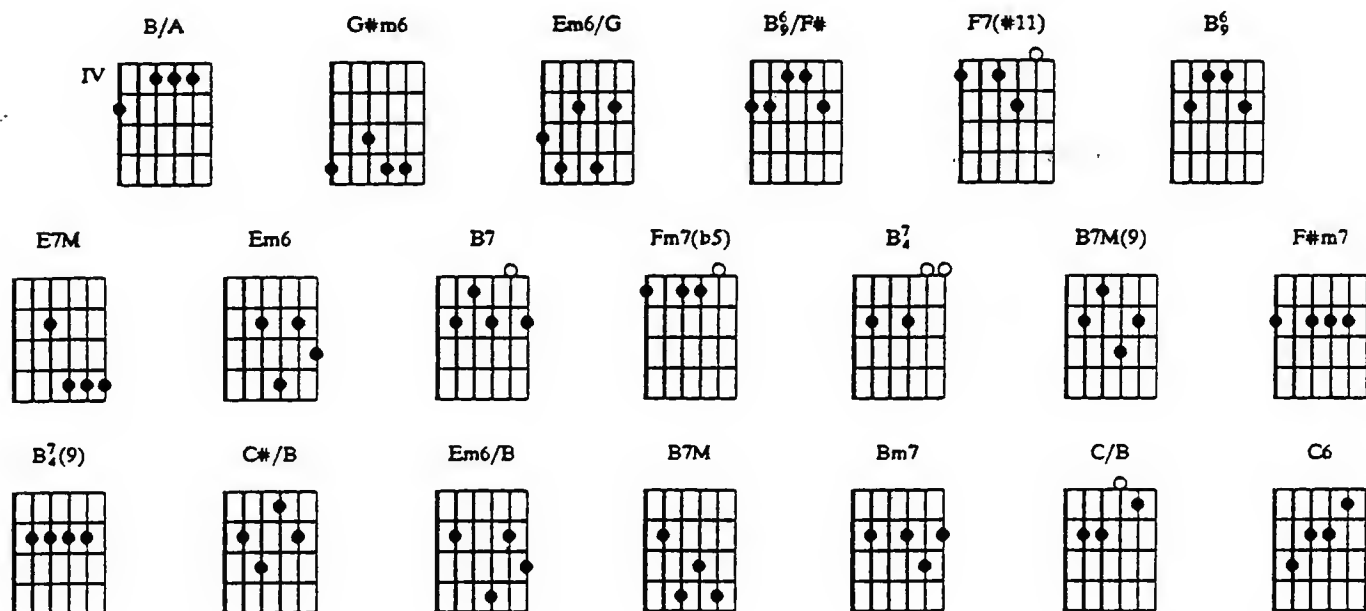 B/A G#m6 Em6/G B6/9/F# F7(#11) B6/9
IV
E7M Em6 B7 Fm7(b5) B7/4 B7M(9) F#m7
B7/4(9) C#/B Em6/B B7M Bm7 C/B C6